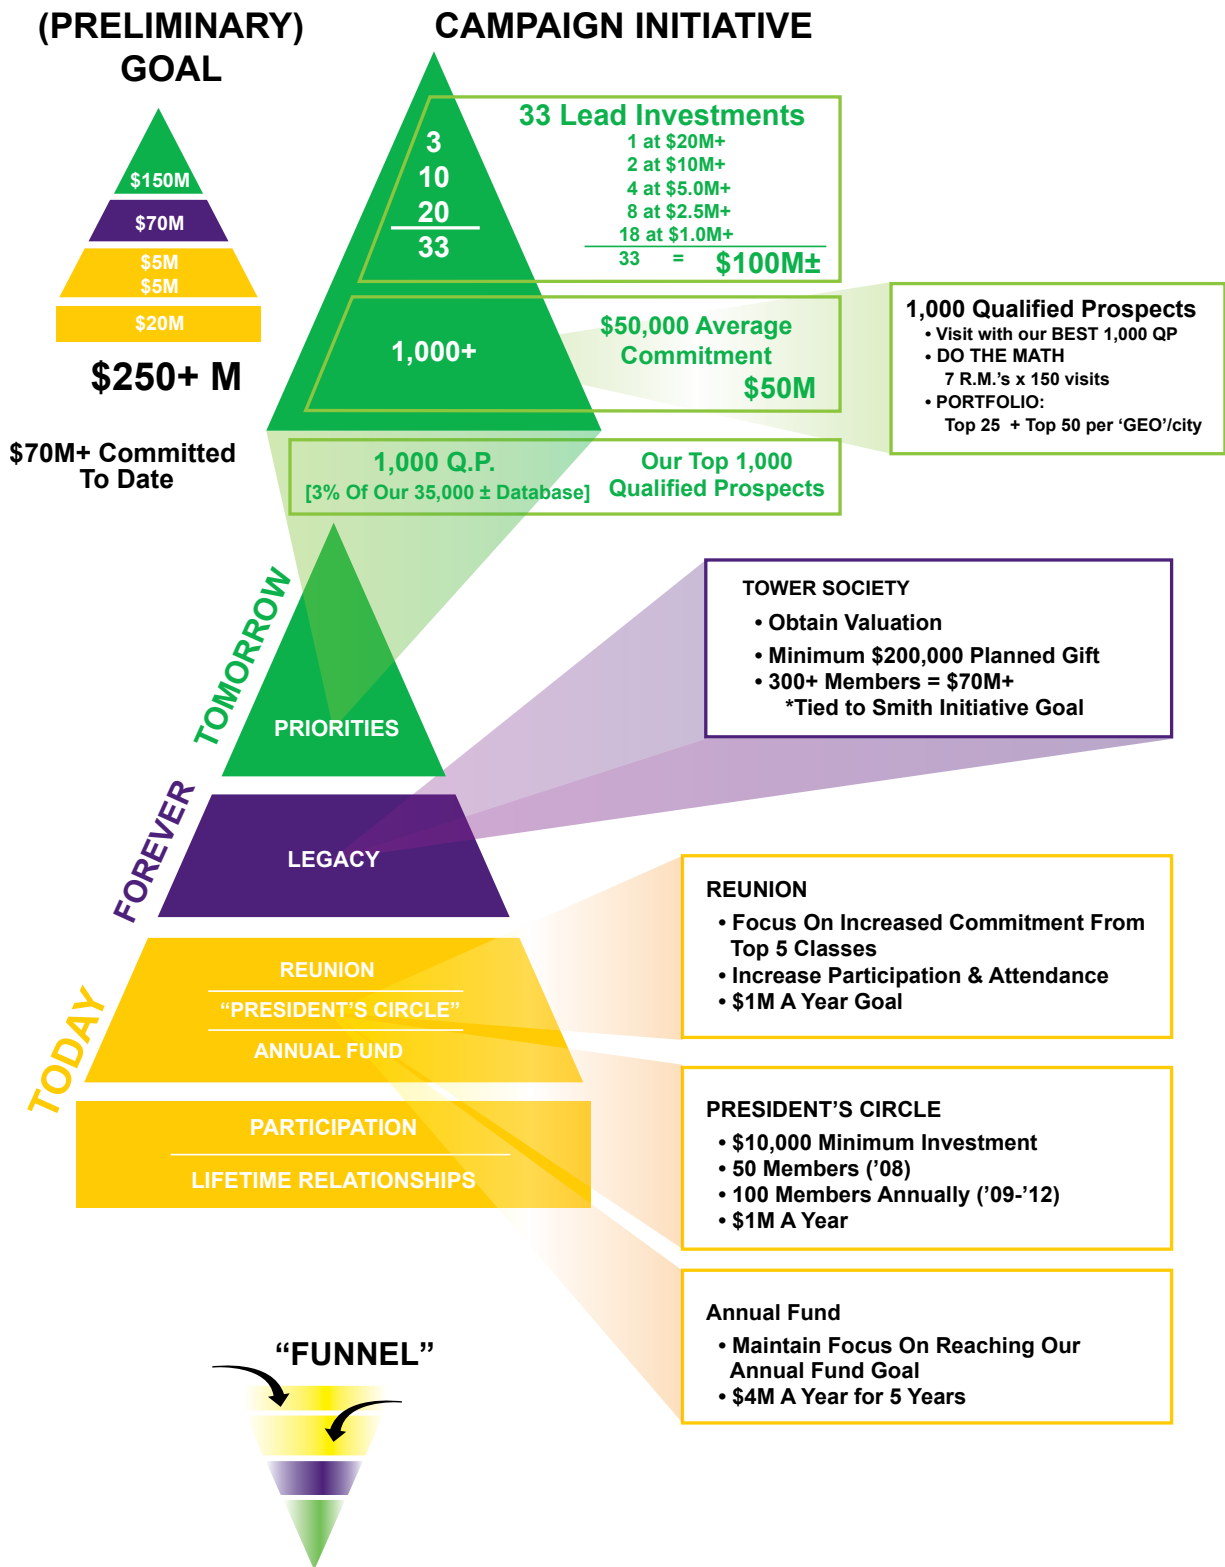 (PRELIMINARY)
GOAL
$150M
$70M
$5M
$5M
$20M
$250+ M
$70M+ Committed
To Date
CAMPAIGN INITIATIVE
3
10
20
33
33 Lead Investments
1 at $20M+
2 at $10M+
4 at $5.0M+
8 at $2.5M+
18 at $1.0M+
33 = $100M±
1,000+
$50,000 Average
Commitment
$50M
1,000 Qualified Prospects
• Visit with our BEST 1,000 QP
• DO THE MATH
7 R.M.'s x 150 visits
• PORTFOLIO:
Top 25 + Top 50 per ‘GEO’/city
1,000 Q.P.
[3% Of Our 35,000 ± Database]
Our Top 1,000
Qualified Prospects
TOMORROW
PRIORITIES
TOWER SOCIETY
• Obtain Valuation
• Minimum $200,000 Planned Gift
• 300+ Members = $70M+
*Tied to Smith Initiative Goal
FOREVER
LEGACY
TODAY
REUNION
“PRESIDENT’S CIRCLE”
ANNUAL FUND
PARTICIPATION
LIFETIME RELATIONSHIPS
REUNION
• Focus On Increased Commitment From
Top 5 Classes
• Increase Participation & Attendance
• $1M A Year Goal
PRESIDENT’S CIRCLE
• $10,000 Minimum Investment
• 50 Members (’08)
• 100 Members Annually (’09-’12)
• $1M A Year
Annual Fund
• Maintain Focus On Reaching Our
Annual Fund Goal
• $4M A Year for 5 Years
“FUNNEL”